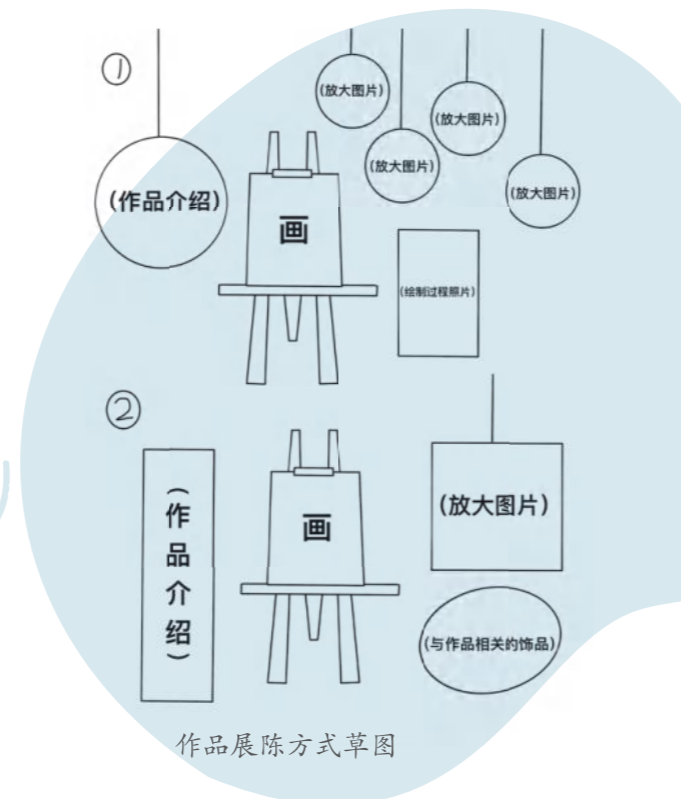 ①
(放大图片)
(放大图片)
(放大图片)
(放大图片)
(作品介绍)
画
(绘制过程照片)
②
(作品介绍)
画
(放大图片)
(与作品相关的饰品)
作品展陈方式草图